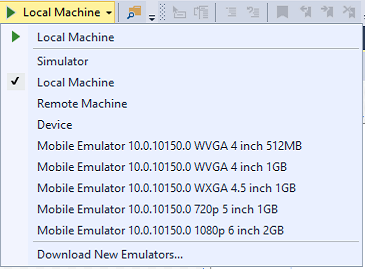 Local Machine
Local Machine
Simulator
Local Machine
Remote Machine
Device
Mobile Emulator 10.0.10150.0 WVGA 4 inch 512MB
Mobile Emulator 10.0.10150.0 WVGA 4 inch 1GB
Mobile Emulator 10.0.10150.0 WXGA 4.5 inch 1GB
Mobile Emulator 10.0.10150.0 720p 5 inch 1GB
Mobile Emulator 10.0.10150.0 1080p 6 inch 2GB
Download New Emulators...